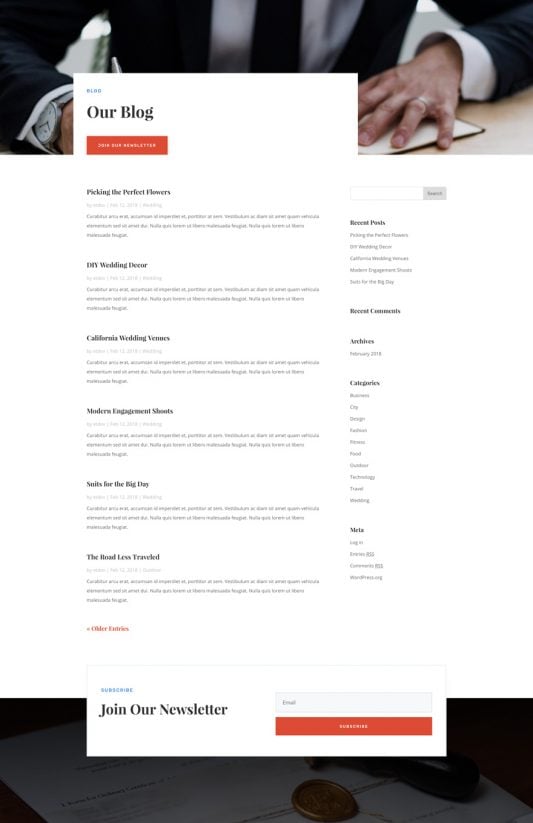 BLOG
Our Blog
JOIN OUR NEWSLETTER
Picking the Perfect Flowers
by etdev | Feb 12, 2018 | Wedding
Curabitur arcu erat, accumsan id imperdiet et, porttitor at sem. Vestibulum ac diam sit amet quam vehicula
elementum sed sit amet dui. Nulla quis lorem ut libero malesuada feugiat. Nulla quis lorem ut libero
malesuada feugiat.
DIY Wedding Decor
by etdev | Feb 12, 2018 | Wedding
Curabitur arcu erat, accumsan id imperdiet et, porttitor at sem. Vestibulum ac diam sit amet quam vehicula
elementum sed sit amet dui. Nulla quis lorem ut libero malesuada feugiat. Nulla quis lorem ut libero
malesuada feugiat.
California Wedding Venues
by etdev | Feb 12, 2018 | Wedding
Curabitur arcu erat, accumsan id imperdiet et, porttitor at sem. Vestibulum ac diam sit amet quam vehicula
elementum sed sit amet dui. Nulla quis lorem ut libero malesuada feugiat. Nulla quis lorem ut libero
malesuada feugiat.
Modern Engagement Shoots
by etdev | Feb 12, 2018 | Wedding
Curabitur arcu erat, accumsan id imperdiet et, porttitor at sem. Vestibulum ac diam sit amet quam vehicula
elementum sed sit amet dui. Nulla quis lorem ut libero malesuada feugiat. Nulla quis lorem ut libero
malesuada feugiat.
Suits for the Big Day
by etdev | Feb 12, 2018 | Wedding
Curabitur arcu erat, accumsan id imperdiet et, porttitor at sem. Vestibulum ac diam sit amet quam vehicula
elementum sed sit amet dui. Nulla quis lorem ut libero malesuada feugiat. Nulla quis lorem ut libero
malesuada feugiat.
The Road Less Traveled
by etdev | Feb 12, 2018 | Outdoor
Curabitur arcu erat, accumsan id imperdiet et, porttitor at sem. Vestibulum ac diam sit amet quam vehicula
elementum sed sit amet dui. Nulla quis lorem ut libero malesuada feugiat. Nulla quis lorem ut libero
malesuada feugiat.
« Older Entries
Search
Recent Posts
Picking the Perfect Flowers
DIY Wedding Decor
California Wedding Venues
Modern Engagement Shoots
Suits for the Big Day
Recent Comments
Archives
February 2018
Categories
Business
City
Design
Fashion
Fitness
Food
Outdoor
Technology
Travel
Wedding
Meta
Log in
Entries RSS
Comments RSS
WordPress.org
SUBSCRIBE
Join Our Newsletter
Email
SUBSCRIBE